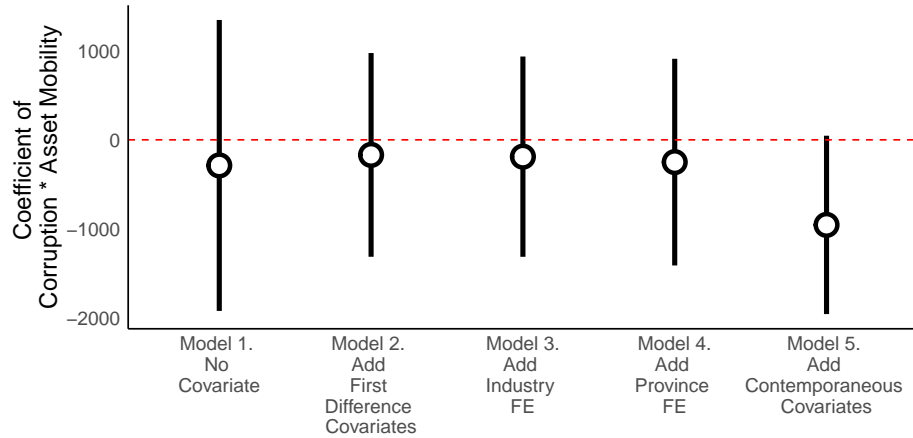 Coefficient of
Corruption * Asset Mobility
1000
0
−1000
−2000
Model 1.
No
Covariate
Model 2.
Add
First
Difference
Covariates
Model 3.
Add
Industry
FE
Model 4.
Add
Province
FE
Model 5.
Add
Contemporaneous
Covariates